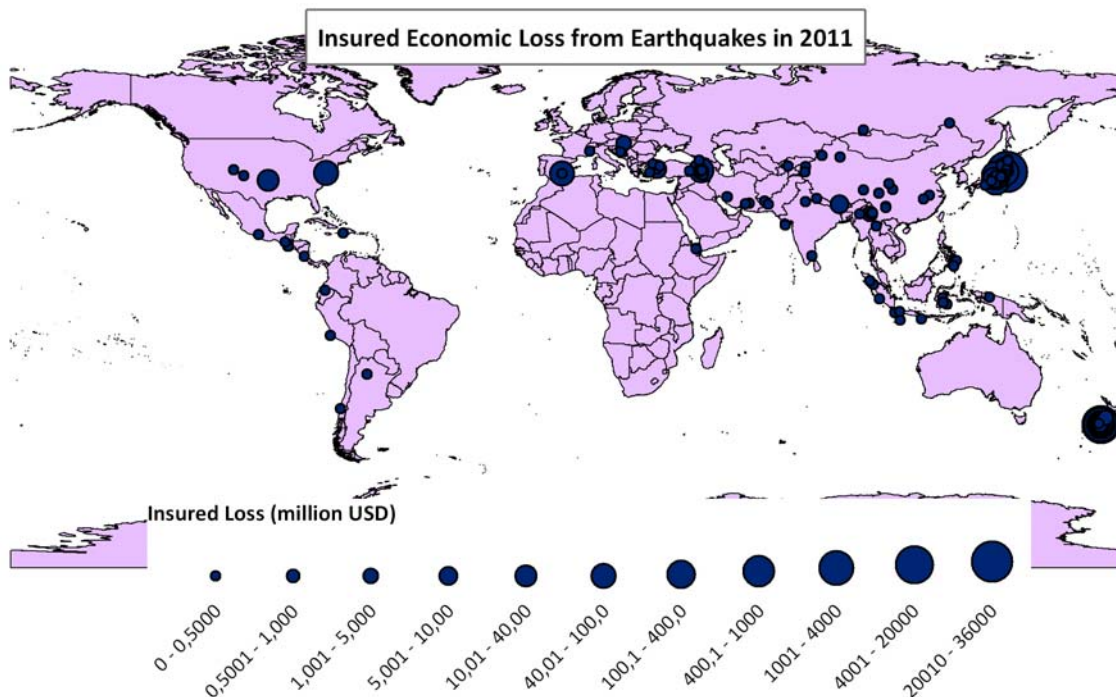 Insured Economic Loss from Earthquakes in 2011
Insured Loss (million USD)
0 - 0,5000
0,5001 - 1,000
1,001 - 5,000
5,001 - 10,00
10,01 - 40,00
40,01 - 100,0
100,1 - 400,0
400,1 - 1000
1001 - 4000
4001 - 20000
20010 - 36000